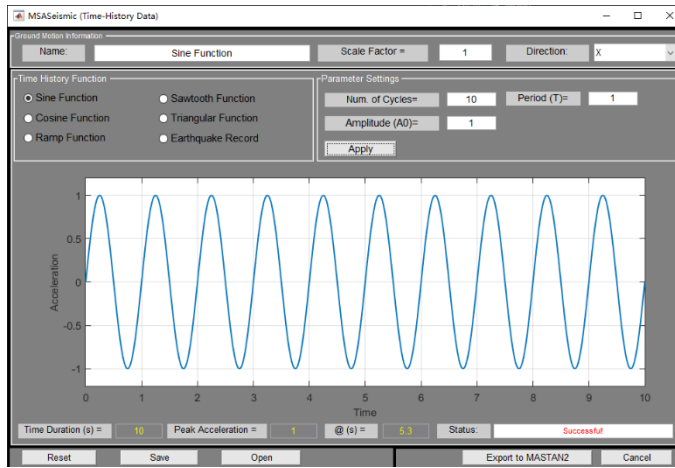 MSASeismic (Time-History Data)
Ground Motion Information
Name: Sine Function Scale Factor = 1 Direction: X
Time History Function
Sine Function Sawtooth Function
Cosine Function Triangular Function
Ramp Function Earthquake Record
Parameter Settings
Num. of Cycles= 10 Period (T)= 1
Amplitude (A0)= 1
Apply
1
0.5
0
-0.5
-1
Acceleration
0 1 2 3 4 5 6 7 8 9 10
Time
Time Duration (s) = 10 Peak Acceleration = 1 @ (s) = 5.3 Status: Successful!
Reset Save Open Export to MASTAN2 Cancel